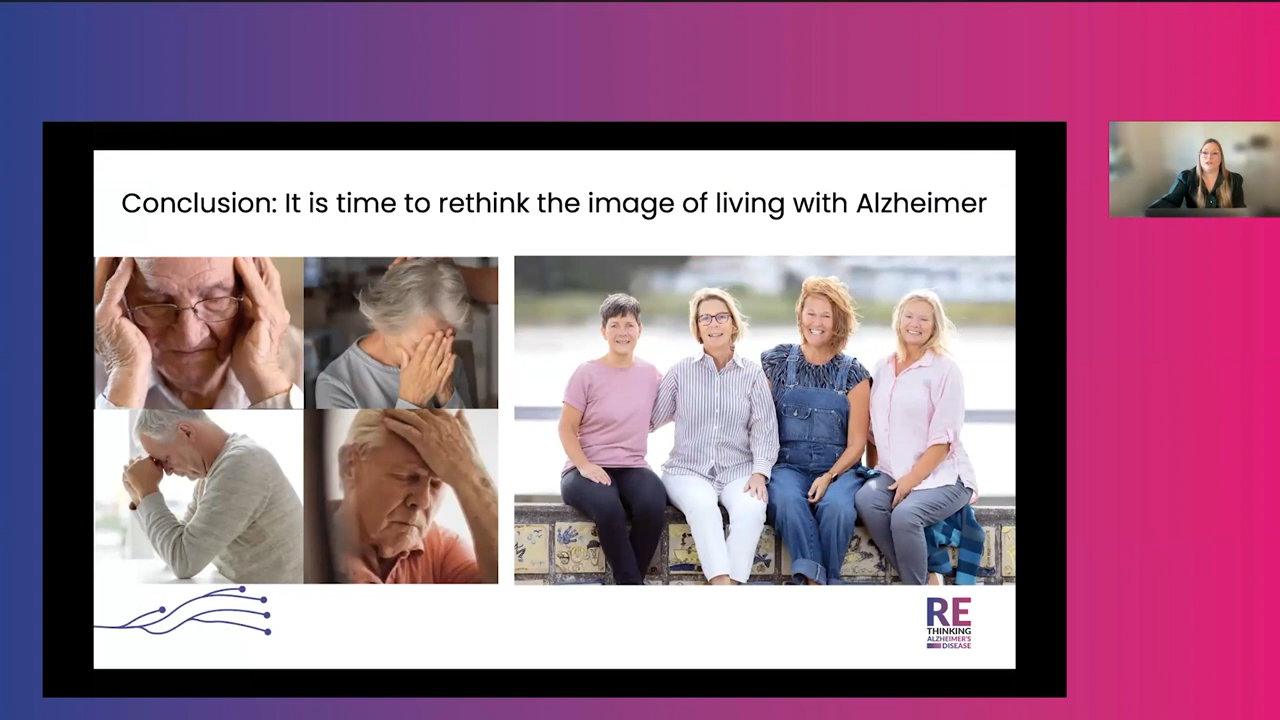 Conclusion: It is time to rethink the image of living with Alzheimer
RE
THINKING
ALZHEIMER'S
DISEASE